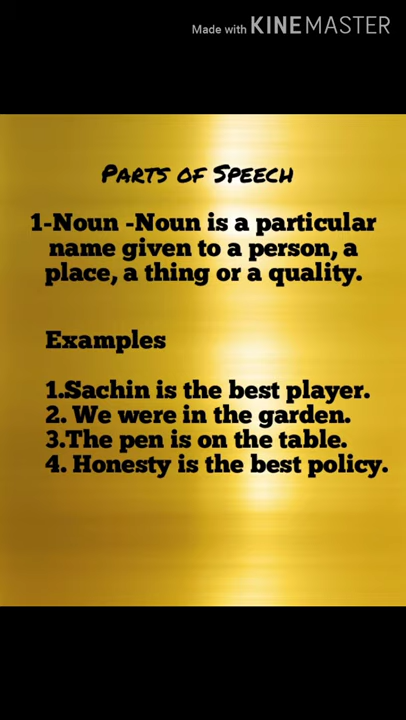 Made with KINEMASTER
Parts of Speech
1-Noun -Noun is a particular
name given to a person, a
place, a thing or a quality.
Examples
1.Sachin is the best player.
2. We were in the garden.
3.The pen is on the table.
4. Honesty is the best policy.